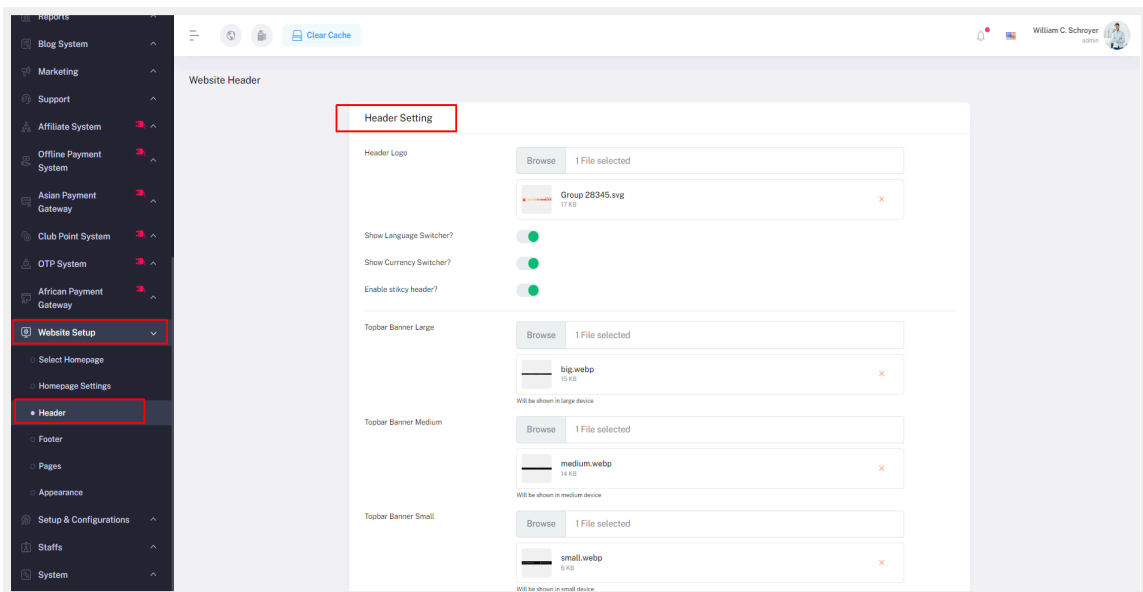 Reports
Blog System
Marketing
Support
Affiliate System
Offline Payment
System
Asian Payment
Gateway
Club Point System
OTP System
African Payment
Gateway
Website Setup
Select Homepage
Homepage Settings
Header
Footer
Pages
Appearance
Setup & Configurations
Staffs
System
Clear Cache
William C. Schroyer
admin
Website Header
Header Setting
Header Logo
Browse 1 File selected
Group 28345.svg
17 KB
Show Language Switcher?
Show Currency Switcher?
Enable stikcy header?
Topbar Banner Large
Browse 1 File selected
big.webp
15 KB
Will be shown in large device
Topbar Banner Medium
Browse 1 File selected
medium.webp
14 KB
Will be shown in medium device
Topbar Banner Small
Browse 1 File selected
small.webp
6 KB
Will be shown in small device